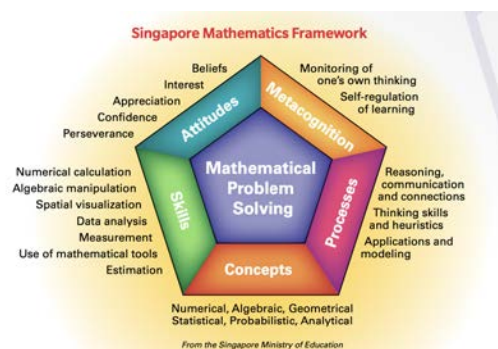 Singapore Mathematics Framework
Beliefs
Interest
Appreciation
Confidence
Perseverance
Attitudes
Metacognition
Monitoring of
one's own thinking
Self-regulation
of learning
Numerical calculation
Algebraic manipulation
Spatial visualization
Data analysis
Measurement
Use of mathematical tools
Estimation
Skills
Mathematical
Problem
Solving
Processes
Reasoning,
communication
and connections
Thinking skills
and heuristics
Applications and
modeling
Concepts
Numerical, Algebraic, Geometrical
Statistical, Probabilistic, Analytical
From the Singapore Ministry of Education